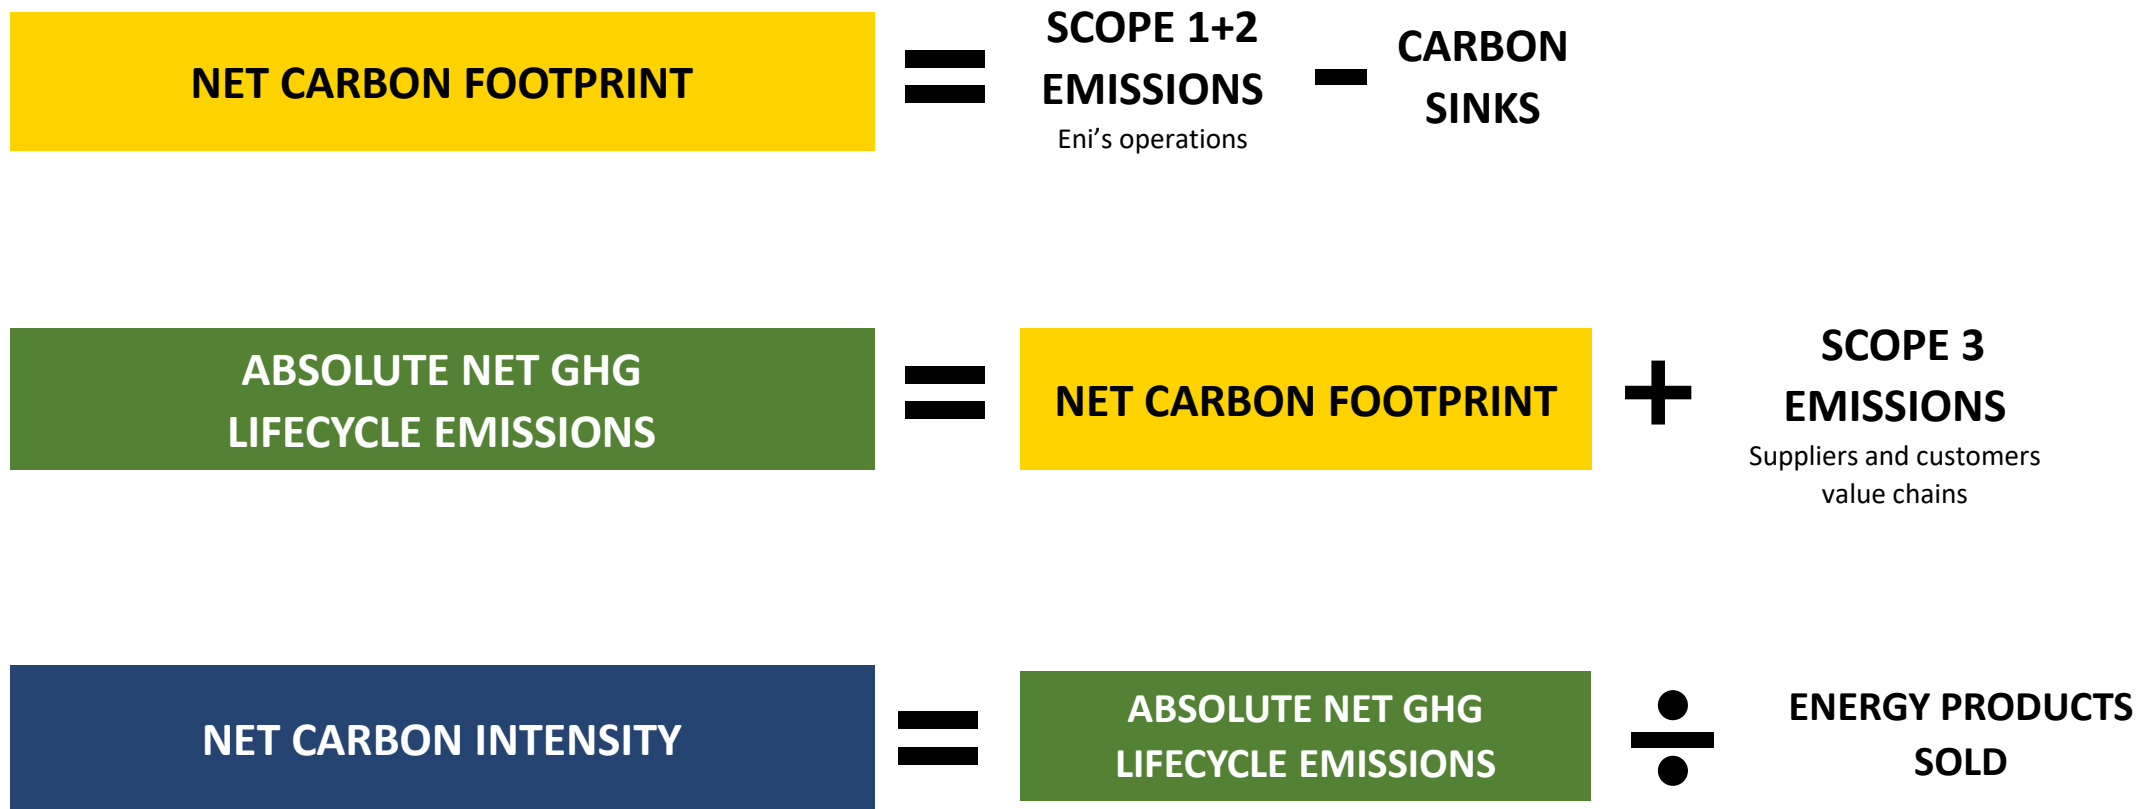 NET CARBON FOOTPRINT
=
SCOPE 1+2
EMISSIONS
Eni's operations
−
CARBON
SINKS
ABSOLUTE NET GHG
LIFECYCLE EMISSIONS
=
NET CARBON FOOTPRINT
+
SCOPE 3
EMISSIONS
Suppliers and customers
value chains
NET CARBON INTENSITY
=
ABSOLUTE NET GHG
LIFECYCLE EMISSIONS
÷
ENERGY PRODUCTS
SOLD